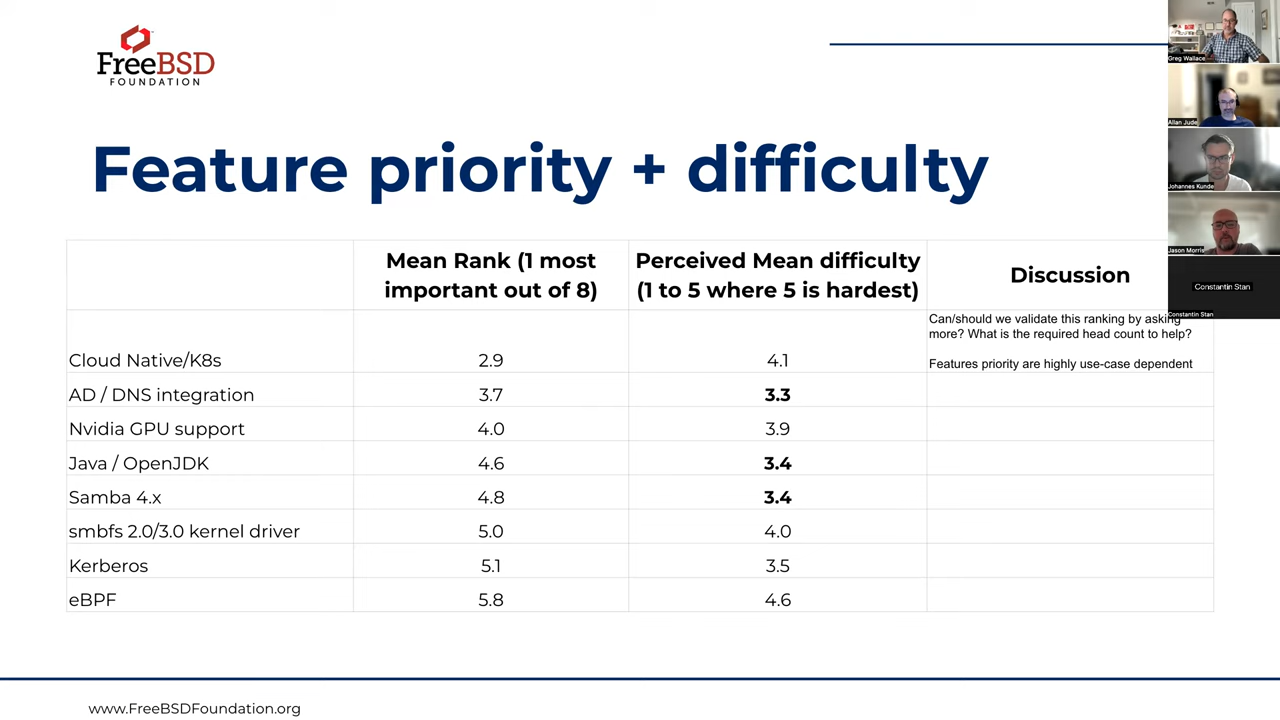 FreeBSD
FOUNDATION
Feature priority + difficulty
Mean Rank (1 most
important out of 8)
Perceived Mean difficulty
(1 to 5 where 5 is hardest)
Discussion
Cloud Native/K8s
2.9
4.1
Can/should we validate this ranking by asking
more? What is the required head count to help?
Features priority are highly use-case dependent
AD / DNS integration
3.7
3.3
Nvidia GPU support
4.0
3.9
Java / OpenJDK
4.6
3.4
Samba 4.x
4.8
3.4
smbfs 2.0/3.0 kernel driver
5.0
4.0
Kerberos
5.1
3.5
eBPF
5.8
4.6
www.FreeBSDFoundation.org
Greg Wallace
Allan Jude
Johannes Kunde
Jason Morris
Constantin Stan
Constantin Stan